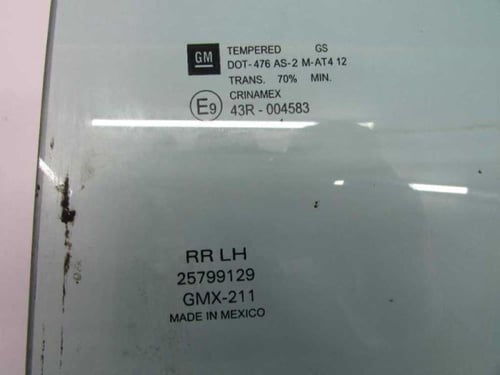 GM
TEMPERED GS
DOT-476 AS-2 M-AT4 12
TRANS. 70% MIN.
CRINAMEX
E9 43R-004583
RR LH
25799129
GMX-211
MADE IN MEXICO